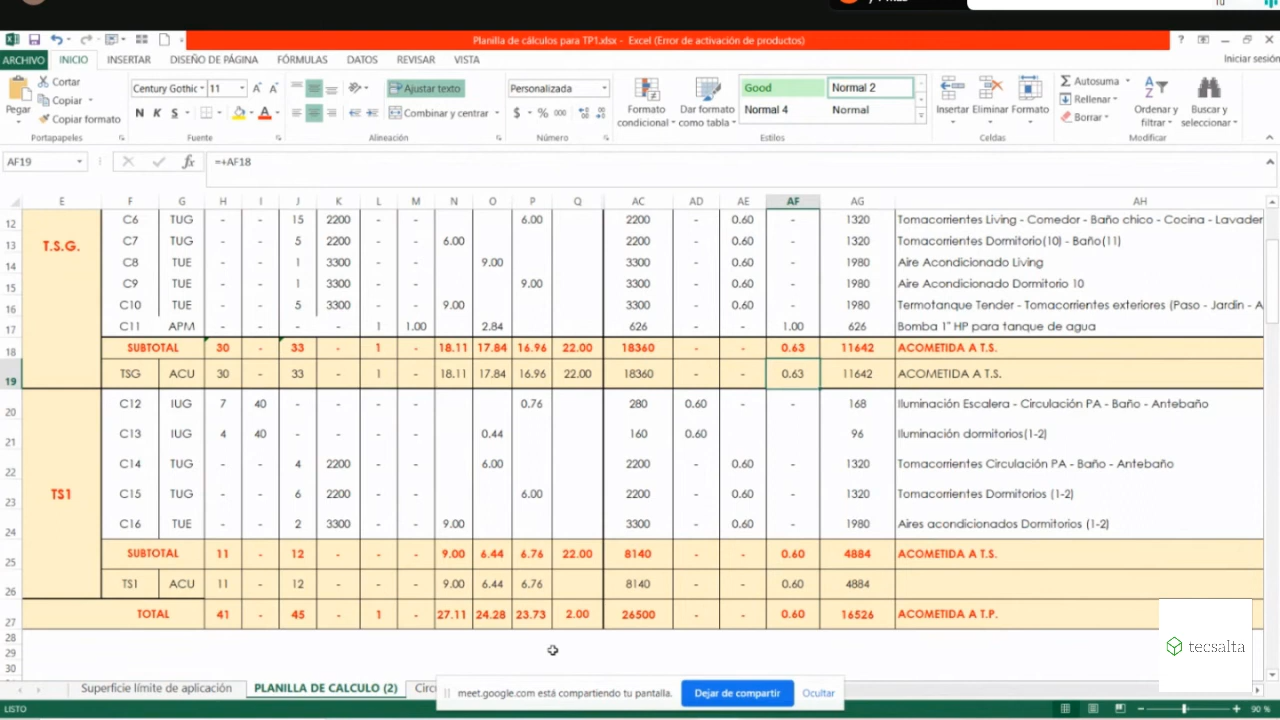 Planilla de cálculos para TP1.xlsx - Excel (Error de activación de productos)
ARCHIVO INICIO INSERTAR DISEÑO DE PÁGINA FÓRMULAS DATOS REVISAR VISTA Iniciar sesión
Pegar Cortar Copiar Copiar formato Portapapeles
Century Gothic 11 N K S Fuente
Ajustar texto Combinar y centrar Alineación
Personalizada $ % 000 Número
Formato condicional Dar formato como tabla Good Normal 2 Normal 4 Normal Estilos
Insertar Eliminar Formato Celdas
Autosuma Rellenar Borrar Ordenar y filtrar Buscar y seleccionar Modificar
AF19 fx =+AF18
E F G H I J K L M N O P Q AC AD AE AF AG AH
12 C6 TUG - - 15 2200 - - 6.00 2200 - 0.60 - 1320 Tomacorrientes Living - Comedor - Baño chico - Cocina - Lavader
13 T.S.G. C7 TUG - - 5 2200 - - 6.00 2200 - 0.60 - 1320 Tomacorrientes Dormitorio(10) - Baño(11)
14 C8 TUE - - 1 3300 - - 9.00 3300 - 0.60 - 1980 Aire Acondicionado Living
15 C9 TUE - - 1 3300 - - 9.00 3300 - 0.60 - 1980 Aire Acondicionado Dormitorio 10
16 C10 TUE - - 5 3300 - - 9.00 3300 - 0.60 - 1980 Termotanque Tender - Tomacorrientes exteriores (Paso - Jardin - A
17 C11 APM - - - - 1 1.00 2.84 626 - - 1.00 626 Bomba 1" HP para tanque de agua
18 SUBTOTAL 30 - 33 - 1 - 18.11 17.84 16.96 22.00 18360 - - 0.63 11642 ACOMETIDA A T.S.
19 TSG ACU 30 - 33 - 1 - 18.11 17.84 16.96 22.00 18360 - - 0.63 11642 ACOMETIDA A T.S.
20 C12 IUG 7 40 - - - - 0.76 280 0.60 - - 168 Iluminación Escalera - Circulación PA - Baño - Antebaño
21 C13 IUG 4 40 - - - - 0.44 160 0.60 - 96 Iluminación dormitorios(1-2)
22 C14 TUG - - 4 2200 - - 6.00 2200 - 0.60 - 1320 Tomacorrientes Circulación PA - Baño - Antebaño
23 TS1 C15 TUG - - 6 2200 - - 6.00 2200 - 0.60 - 1320 Tomacorrientes Dormitorios (1-2)
24 C16 TUE - - 2 3300 - - 9.00 3300 - 0.60 - 1980 Aires acondicionados Dormitorios (1-2)
25 SUBTOTAL 11 - 12 - - - 9.00 6.44 6.76 22.00 8140 - - 0.60 4884 ACOMETIDA A T.S.
26 TS1 ACU 11 - 12 - - - 9.00 6.44 6.76 8140 - - 0.60 4884
27 TOTAL 41 - 45 - 1 - 27.11 24.28 23.73 2.00 26500 - - 0.60 16526 ACOMETIDA A T.P.
28
29
30
tecsalta
Superficie límite de aplicación PLANILLA DE CALCULO (2) Circ
meet.google.com está compartiendo tu pantalla. Dejar de compartir Ocultar
LISTO 90 %